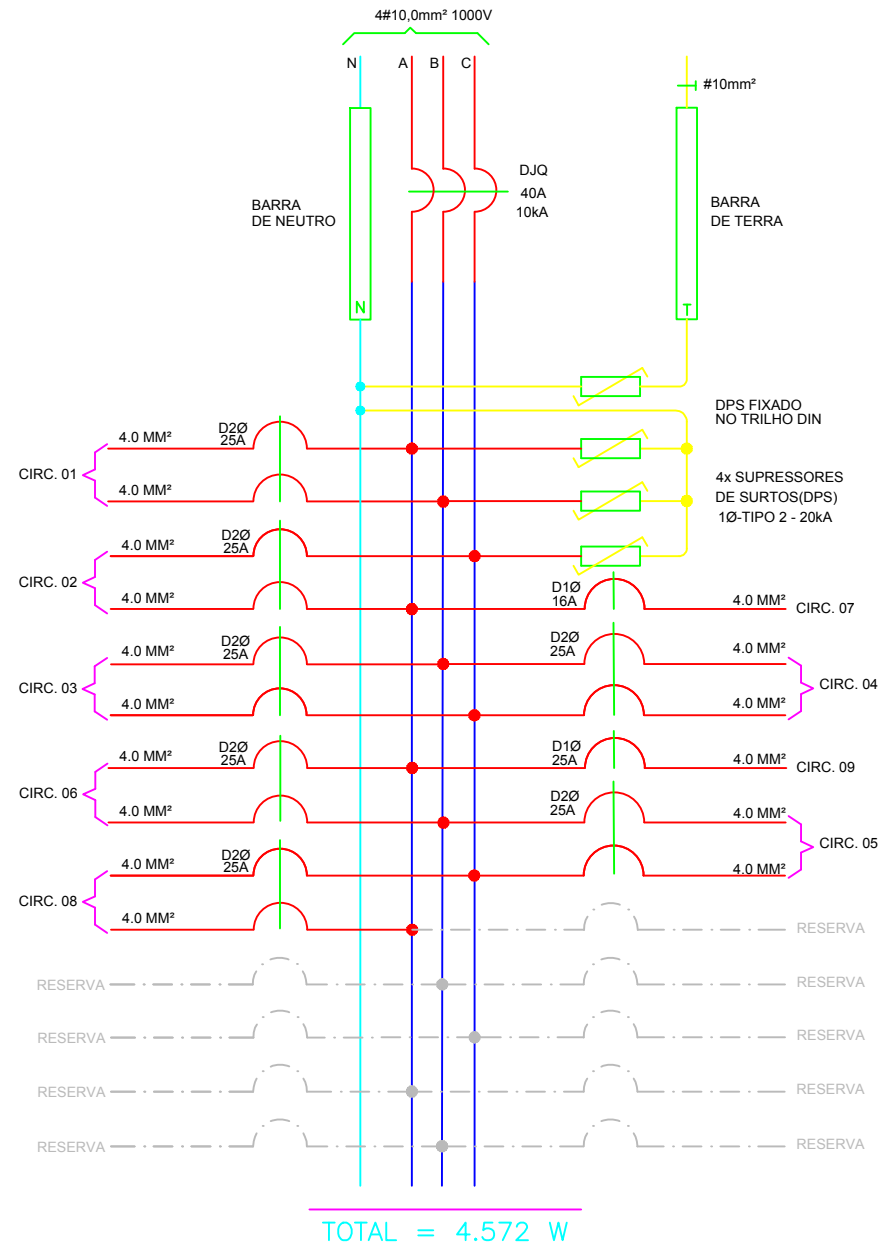 4#10,0mm² 1000V
N
A
B
C
#10mm²
DJQ
40A
10kA
BARRA
DE NEUTRO
BARRA
DE TERRA
N
T
DPS FIXADO
NO TRILHO DIN
4x SUPRESSORES
DE SURTOS(DPS)
1Ø-TIPO 2 - 20kA
CIRC. 01
4.0 MM²
D2Ø
25A
4.0 MM²
CIRC. 02
4.0 MM²
D2Ø
25A
4.0 MM²
D1Ø
16A
4.0 MM²
CIRC. 07
CIRC. 03
4.0 MM²
D2Ø
25A
4.0 MM²
D2Ø
25A
4.0 MM²
4.0 MM²
CIRC. 04
CIRC. 06
4.0 MM²
D2Ø
25A
4.0 MM²
D1Ø
25A
4.0 MM²
CIRC. 09
D2Ø
25A
4.0 MM²
4.0 MM²
CIRC. 05
CIRC. 08
4.0 MM²
D2Ø
25A
4.0 MM²
RESERVA
RESERVA
RESERVA
RESERVA
RESERVA
RESERVA
RESERVA
RESERVA
RESERVA
TOTAL = 4.572 W